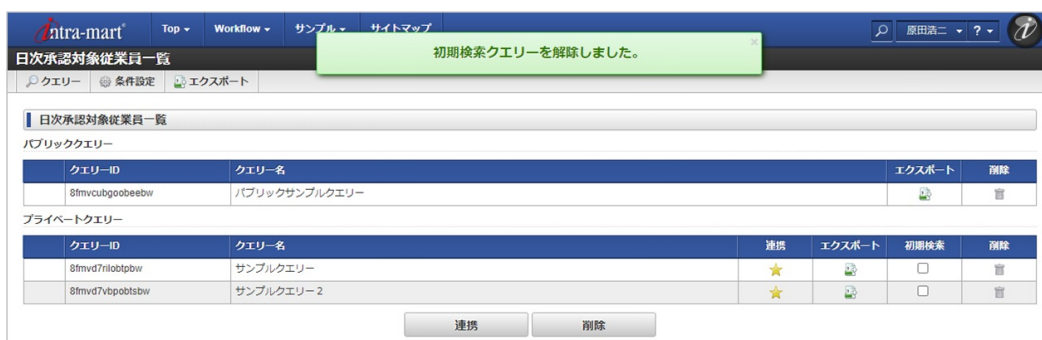 intra-mart® Top Workflow サンプル サイトマップ 原田浩二 ?
初期検索クエリーを解除しました。 ×
日次承認対象従業員一覧
クエリー 条件設定 エクスポート
日次承認対象従業員一覧
パブリッククエリー
クエリーID クエリー名 エクスポート 削除
8fmvcubgoobeebw パブリックサンプルクエリー
プライベートクエリー
クエリーID クエリー名 連携 エクスポート 初期検索 削除
8fmvd7rilobtpbw サンプルクエリー
8fmvd7vbpobtsbw サンプルクエリー2
連携 削除